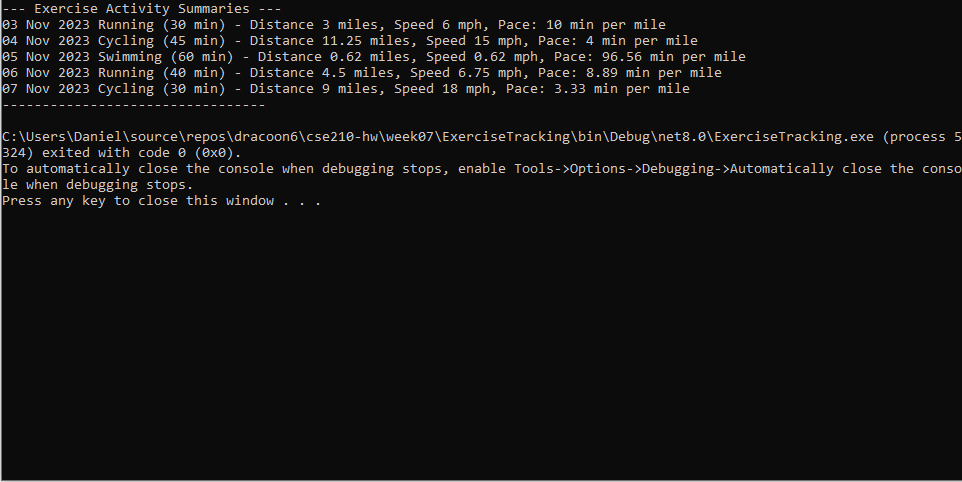 --- Exercise Activity Summaries ---
03 Nov 2023 Running (30 min) - Distance 3 miles, Speed 6 mph, Pace: 10 min per mile
04 Nov 2023 Cycling (45 min) - Distance 11.25 miles, Speed 15 mph, Pace: 4 min per mile
05 Nov 2023 Swimming (60 min) - Distance 0.62 miles, Speed 0.62 mph, Pace: 96.56 min per mile
06 Nov 2023 Running (40 min) - Distance 4.5 miles, Speed 6.75 mph, Pace: 8.89 min per mile
07 Nov 2023 Cycling (30 min) - Distance 9 miles, Speed 18 mph, Pace: 3.33 min per mile
---------------------------------
C:\Users\Daniel\source\repos\dracoon6\cse210-hw\week07\ExerciseTracking\bin\Debug\net8.0\ExerciseTracking.exe (process 5
324) exited with code 0 (0x0).
To automatically close the console when debugging stops, enable Tools->Options->Debugging->Automatically close the conso
le when debugging stops.
Press any key to close this window . . .